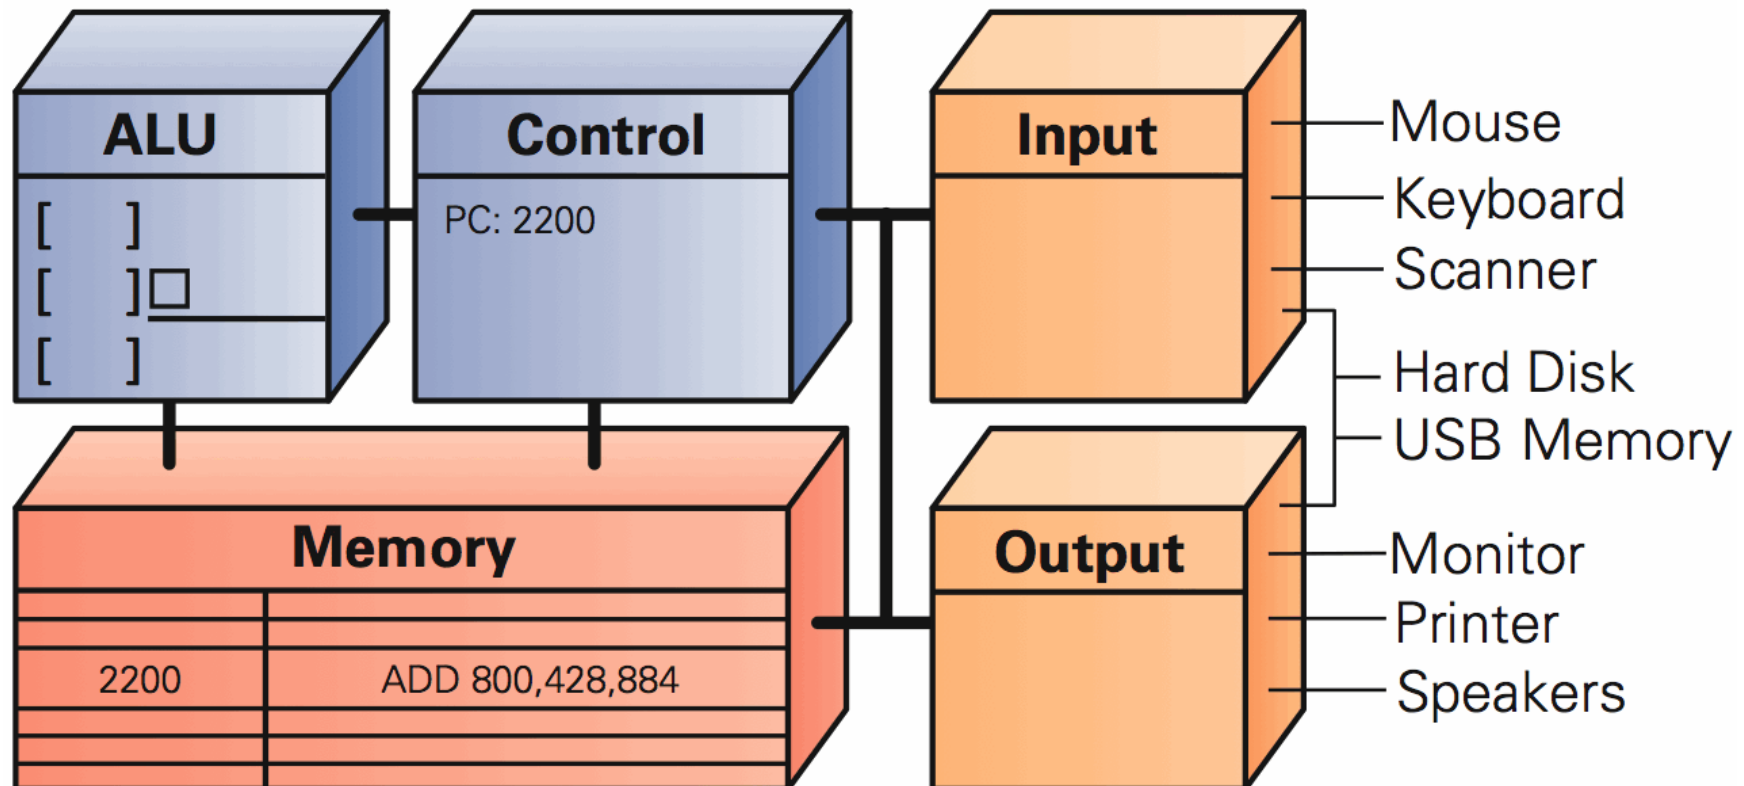 ALU
[ ]
[ ]
[ ]
Control
PC: 2200
Input
Mouse
Keyboard
Scanner
Hard Disk
USB Memory
Memory
2200 ADD 800,428,884
Output
Monitor
Printer
Speakers